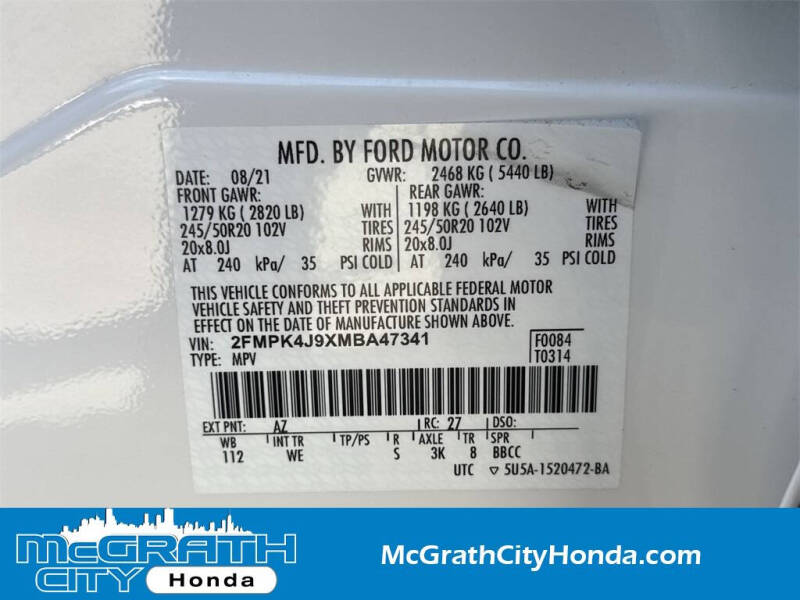 MFD. BY FORD MOTOR CO.
DATE: 08/21 GVWR: 2468 KG ( 5440 LB)
FRONT GAWR: REAR GAWR:
1279 KG ( 2820 LB) WITH 1198 KG ( 2640 LB) WITH
245/50R20 102V TIRES 245/50R20 102V TIRES
20x8.0J RIMS 20x8.0J RIMS
AT 240 kPa/ 35 PSI COLD AT 240 kPa/ 35 PSI COLD
THIS VEHICLE CONFORMS TO ALL APPLICABLE FEDERAL MOTOR
VEHICLE SAFETY AND THEFT PREVENTION STANDARDS IN
EFFECT ON THE DATE OF MANUFACTURE SHOWN ABOVE.
VIN: 2FMPK4J9XMBA47341 F0084
TYPE: MPV T0314
EXT PNT: AZ RC: 27 DSO:
WB INT TR TP/PS R AXLE TR SPR
112 WE S 3K 8 BBCC
UTC ▽ 5U5A-1520472-BA
McGRATH
CITY Honda
McGrathCityHonda.com